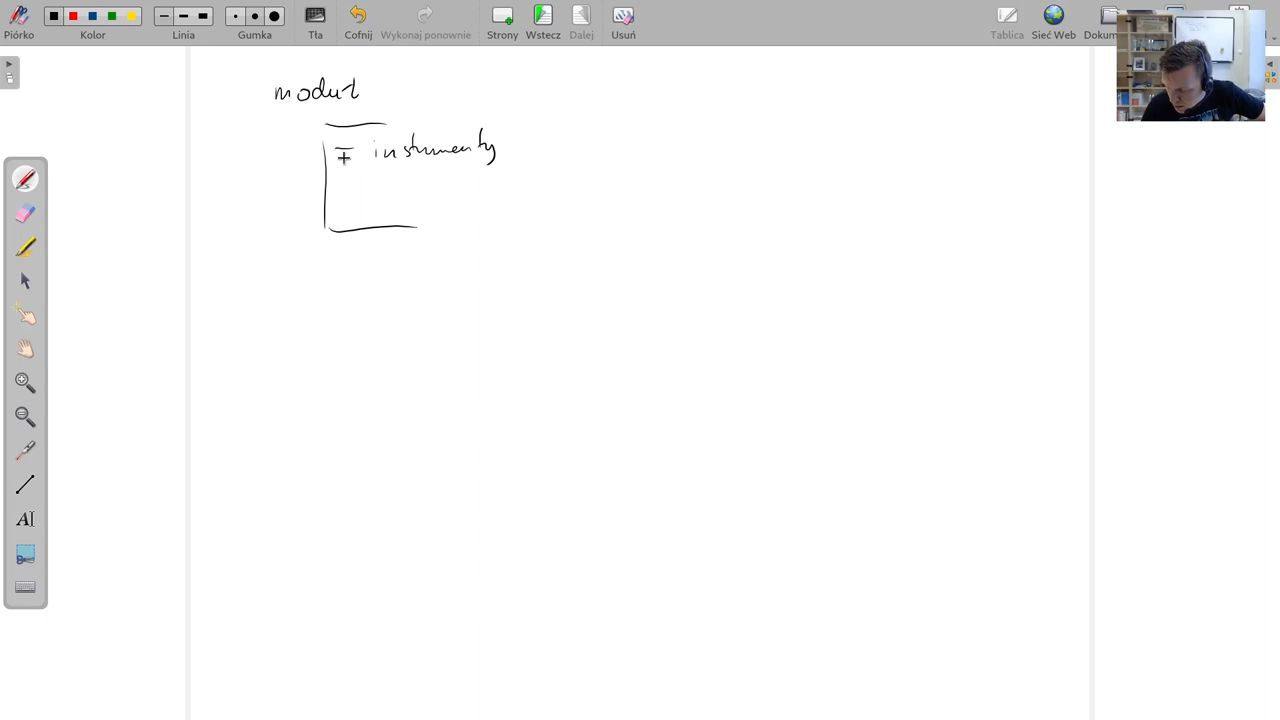 Piórko
Kolor
Linia
Gumka
Tła
Cofnij
Wykonaj ponownie
Strony
Wstecz
Dalej
Usuń
Tablica
Sieć Web
moduł
- instrumenty